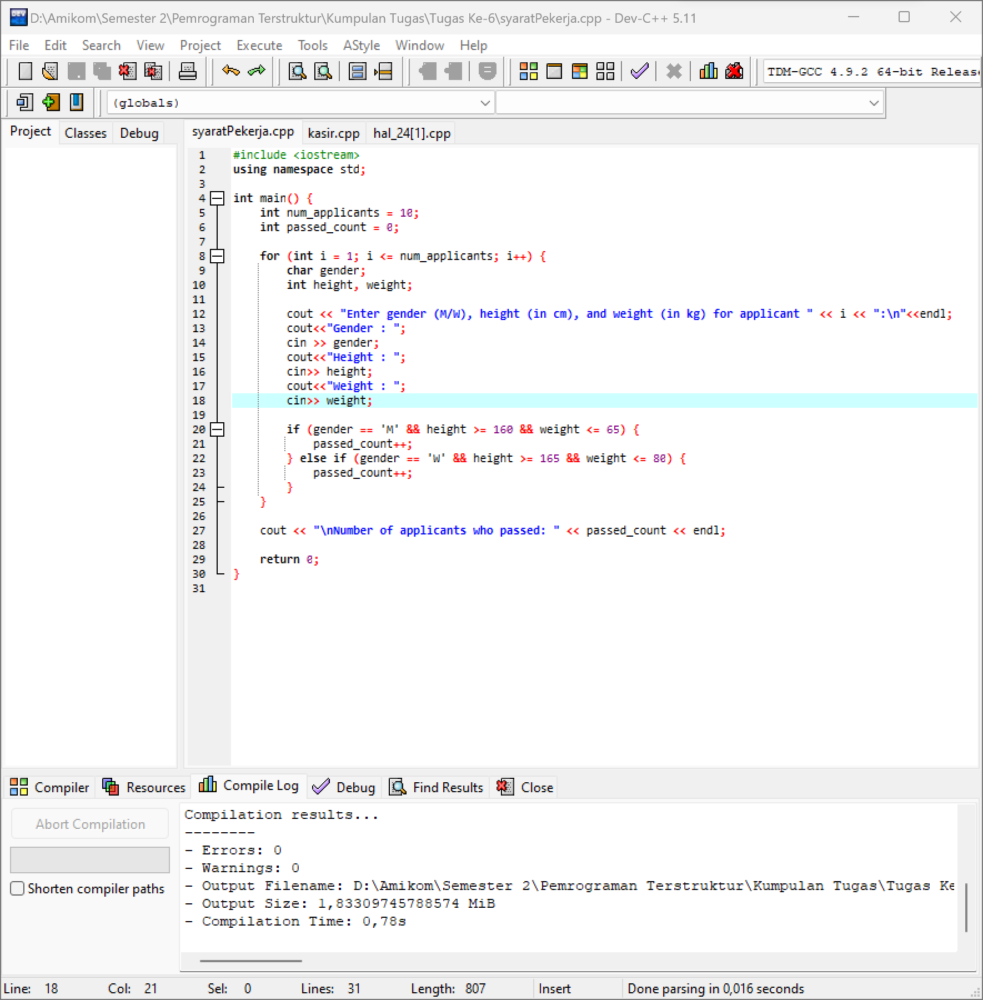 D:\Amikom\Semester 2\Pemrograman Terstruktur\Kumpulan Tugas\Tugas Ke-6\syaratPekerja.cpp - Dev-C++ 5.11
File Edit Search View Project Execute Tools AStyle Window Help
TDM-GCC 4.9.2 64-bit Releas
(globals)
Project Classes Debug syaratPekerja.cpp kasir.cpp hal_24[1].cpp
1 #include <iostream>
2 using namespace std;
3
4 int main() {
5     int num_applicants = 10;
6     int passed_count = 0;
7
8     for (int i = 1; i <= num_applicants; i++) {
9         char gender;
10         int height, weight;
11
12         cout << "Enter gender (M/W), height (in cm), and weight (in kg) for applicant " << i << ":\n"<<endl;
13         cout<<"Gender : ";
14         cin >> gender;
15         cout<<"Height : ";
16         cin>> height;
17         cout<<"Weight : ";
18         cin>> weight;
19
20         if (gender == 'M' && height >= 160 && weight <= 65) {
21             passed_count++;
22         } else if (gender == 'W' && height >= 165 && weight <= 80) {
23             passed_count++;
24         }
25     }
26
27     cout << "\nNumber of applicants who passed: " << passed_count << endl;
28
29     return 0;
30 }
31
Compiler Resources Compile Log Debug Find Results Close
Abort Compilation
Shorten compiler paths
Compilation results...
--------
- Errors: 0
- Warnings: 0
- Output Filename: D:\Amikom\Semester 2\Pemrograman Terstruktur\Kumpulan Tugas\Tugas Ke
- Output Size: 1,83309745788574 MiB
- Compilation Time: 0,78s
Line: 18 Col: 21 Sel: 0 Lines: 31 Length: 807 Insert Done parsing in 0,016 seconds